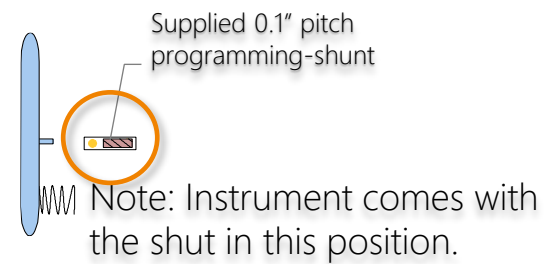 Supplied 0.1” pitch
programming-shunt
Note: Instrument comes with
the shut in this position.